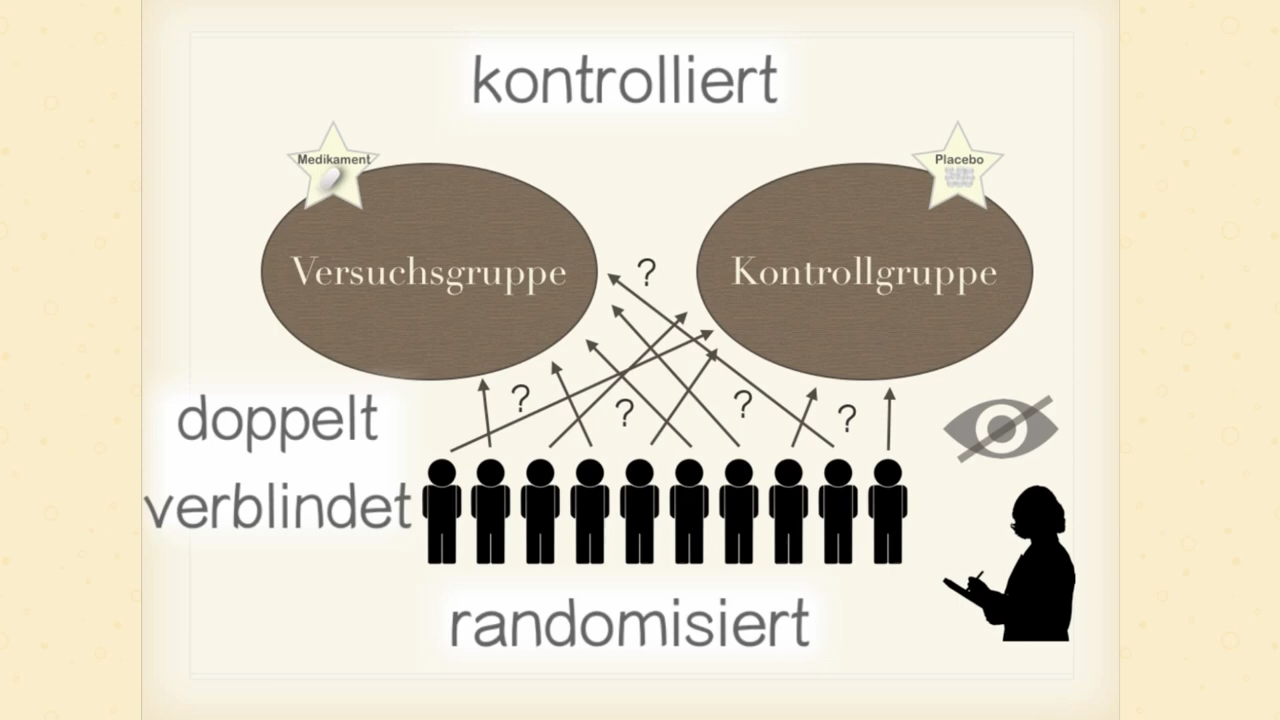 kontrolliert
Medikament
Placebo
Versuchsgruppe
Kontrollgruppe
?
?
?
?
?
doppelt
verblindet
randomisiert